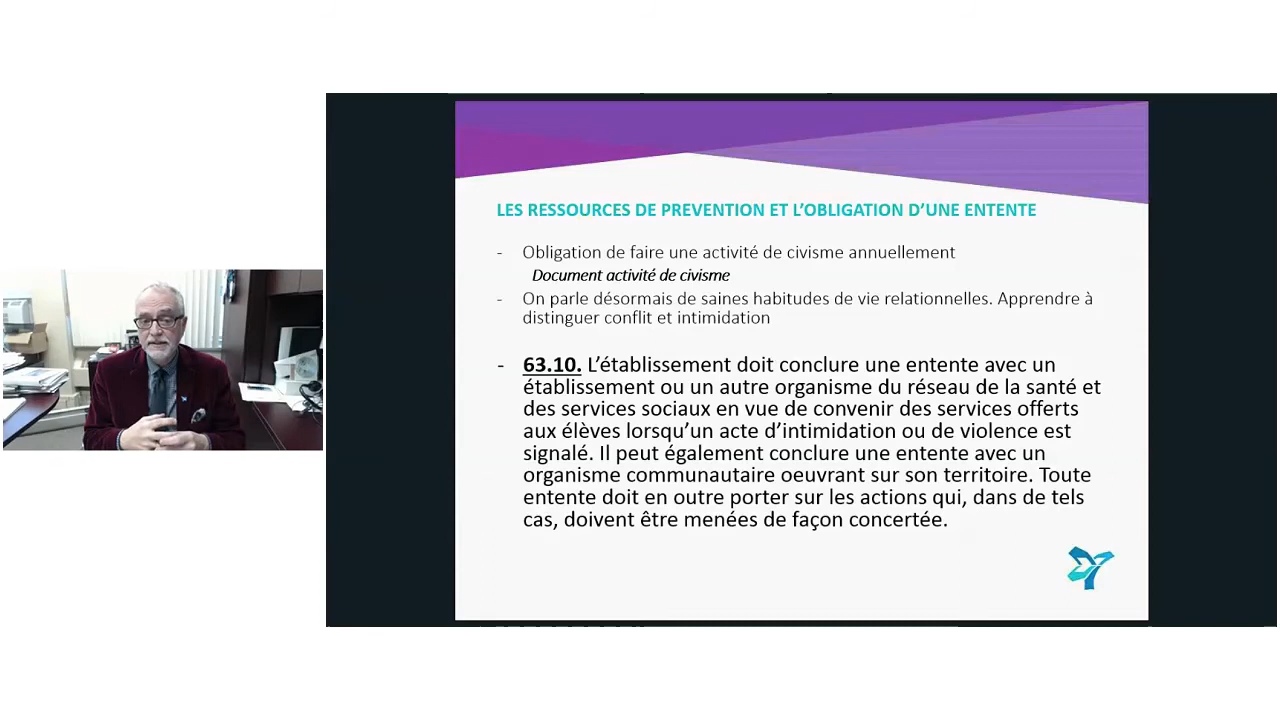 LES RESSOURCES DE PREVENTION ET L'OBLIGATION D'UNE ENTENTE
- Obligation de faire une activité de civisme annuellement
Document activité de civisme
- On parle désormais de saines habitudes de vie relationnelles. Apprendre à
distinguer conflit et intimidation
- 63.10. L'établissement doit conclure une entente avec un
établissement ou un autre organisme du réseau de la santé et
des services sociaux en vue de convenir des services offerts
aux élèves lorsqu'un acte d'intimidation ou de violence est
signalé. Il peut également conclure une entente avec un
organisme communautaire oeuvrant sur son territoire. Toute
entente doit en outre porter sur les actions qui, dans de tels
cas, doivent être menées de façon concertée.